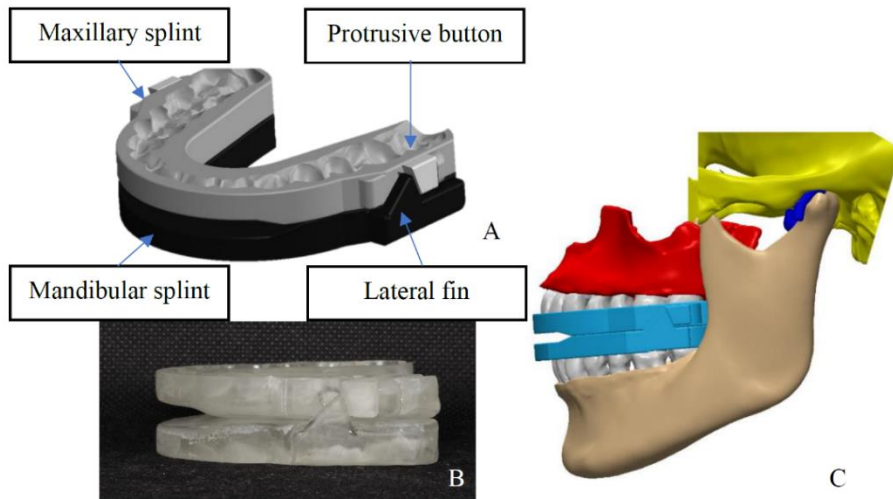 Maxillary splint
Protrusive button
A
Mandibular splint
Lateral fin
B
C